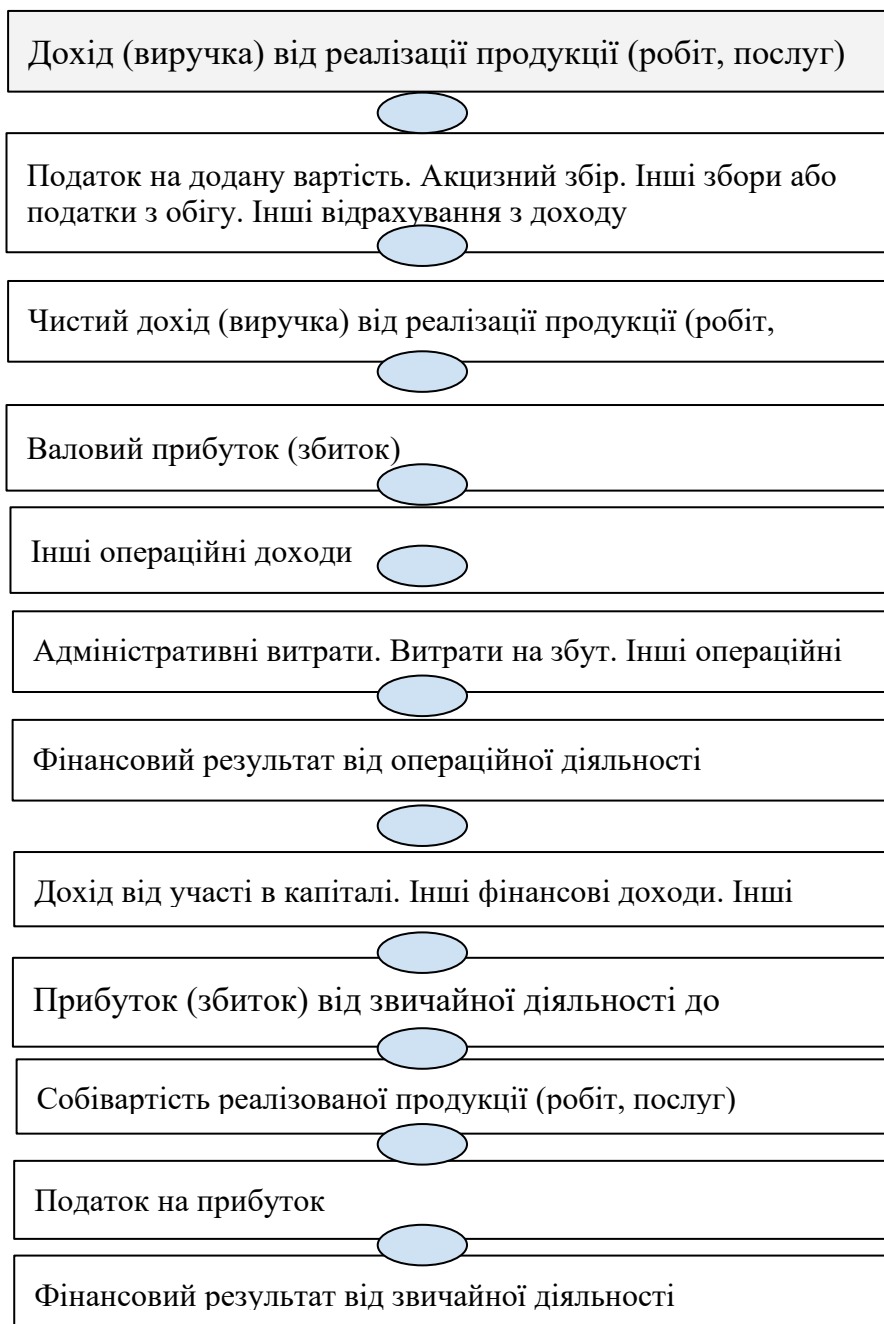 Дохід (виручка) від реалізації продукції (робіт, послуг)
Податок на додану вартість. Акцизний збір. Інші збори або
податки з обігу. Інші відрахування з доходу
Чистий дохід (виручка) від реалізації продукції (робіт,
Валовий прибуток (збиток)
Інші операційні доходи
Адміністративні витрати. Витрати на збут. Інші операційні
Фінансовий результат від операційної діяльності
Дохід від участі в капіталі. Інші фінансові доходи. Інші
Прибуток (збиток) від звичайної діяльності до
Собівартість реалізованої продукції (робіт, послуг)
Податок на прибуток
Фінансовий результат від звичайної діяльності